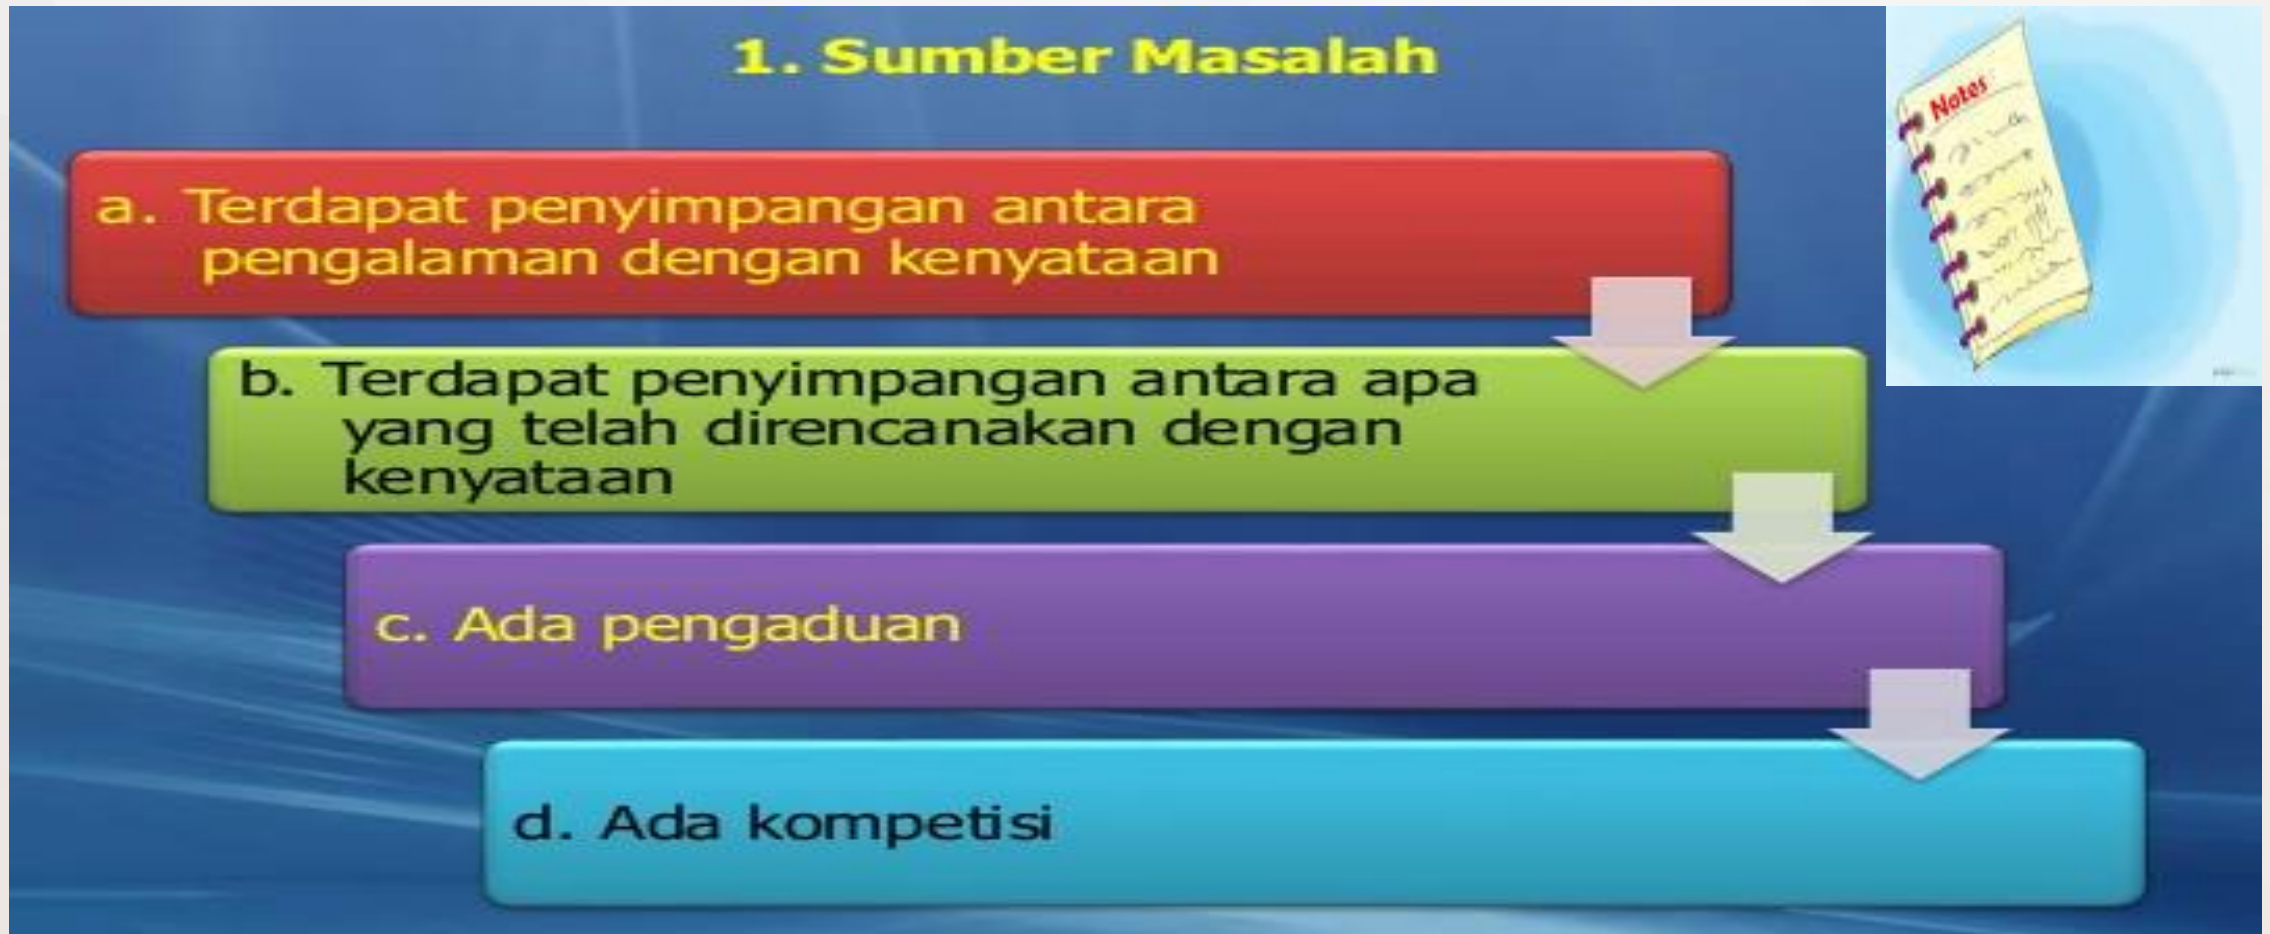 1. Sumber Masalah
Notes
a. Terdapat penyimpangan antara
pengalaman dengan kenyataan
b. Terdapat penyimpangan antara apa
yang telah direncanakan dengan
kenyataan
c. Ada pengaduan
d. Ada kompetisi